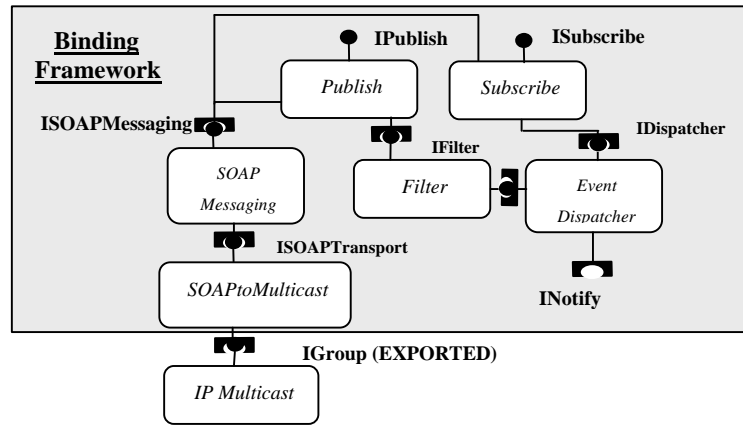 Binding
Framework
IPublish
ISubscribe
Publish
Subscribe
ISOAPMessaging
IDispatcher
IFilter
SOAP
Messaging
Filter
Event
Dispatcher
ISOAPTransport
SOAPtoMulticast
INotify
IGroup (EXPORTED)
IP Multicast